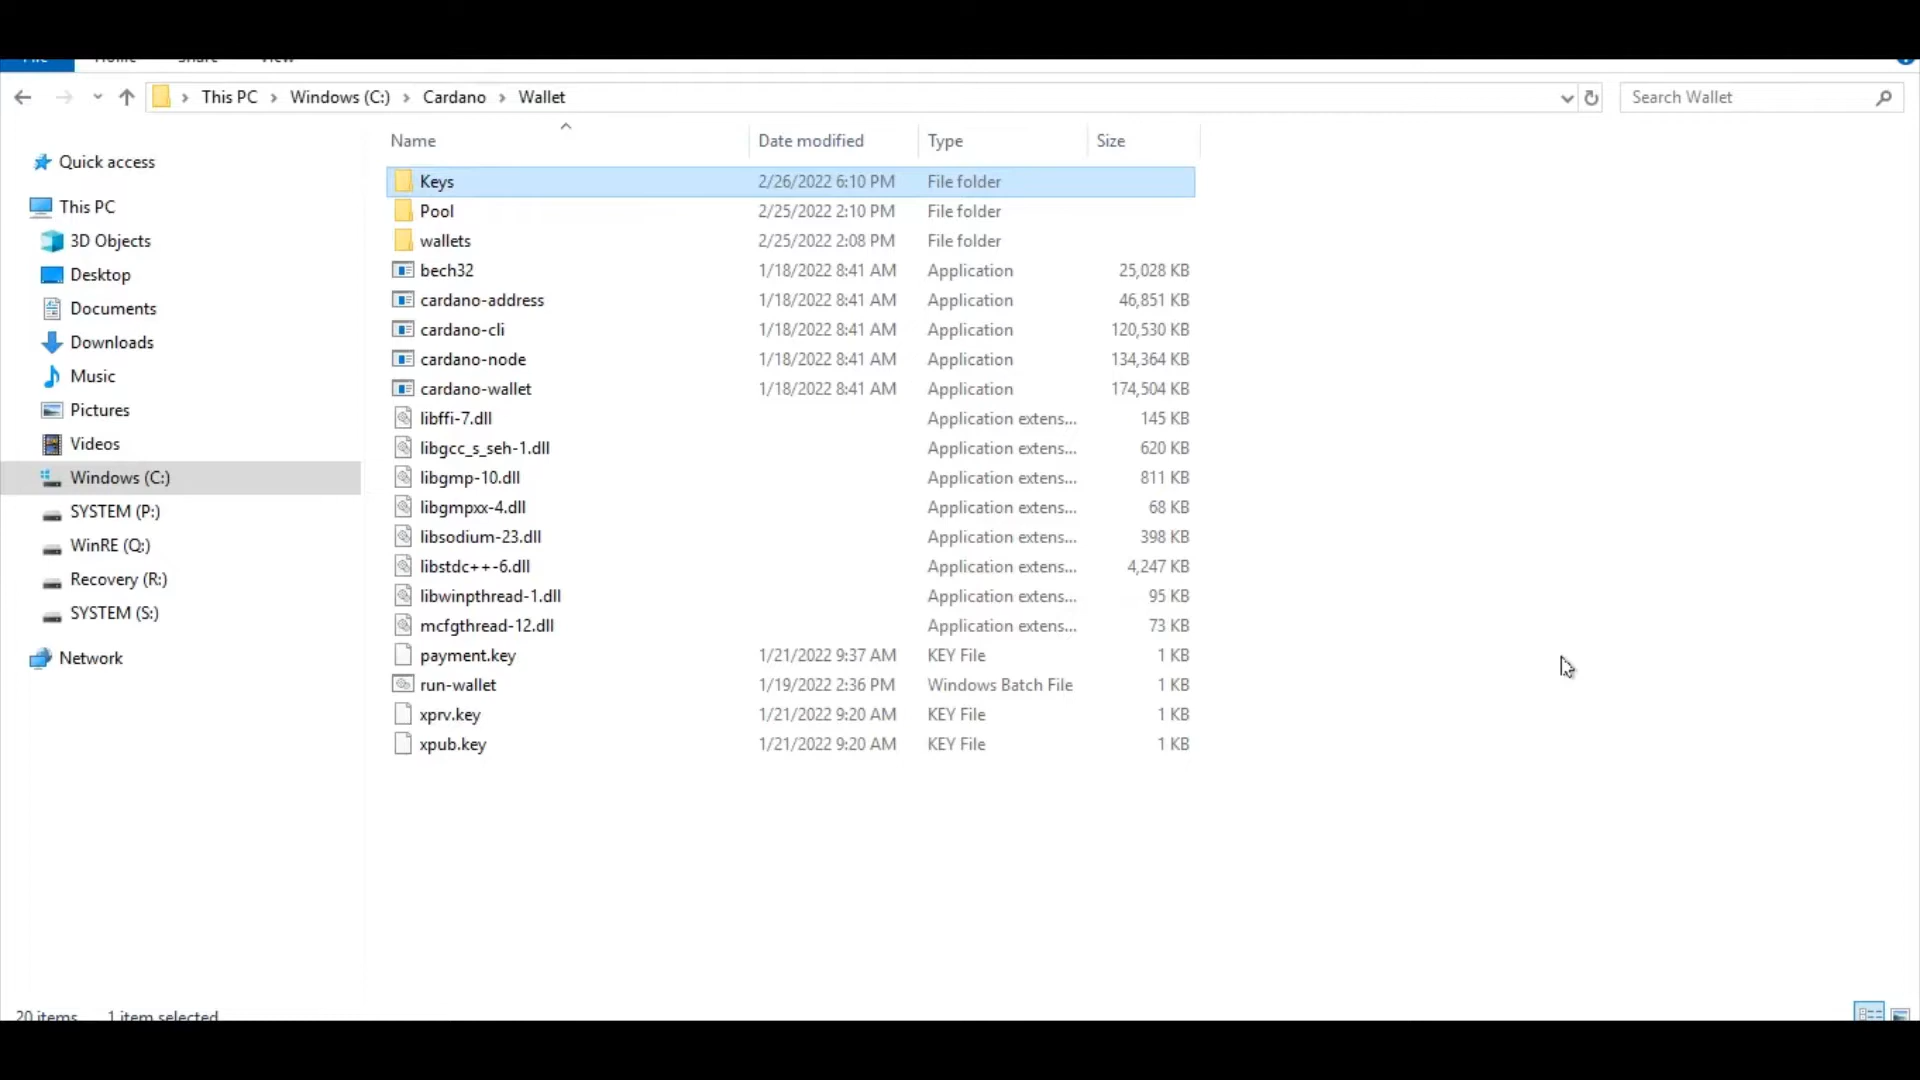 File Home Share View
This PC > Windows (C:) > Cardano > Wallet
Search Wallet
Name Date modified Type Size
Quick access
This PC
3D Objects
Desktop
Documents
Downloads
Music
Pictures
Videos
Windows (C:)
SYSTEM (P:)
WinRE (Q:)
Recovery (R:)
SYSTEM (S:)
Network
Keys 2/26/2022 6:10 PM File folder
Pool 2/25/2022 2:10 PM File folder
wallets 2/25/2022 2:08 PM File folder
bech32 1/18/2022 8:41 AM Application 25,028 KB
cardano-address 1/18/2022 8:41 AM Application 46,851 KB
cardano-cli 1/18/2022 8:41 AM Application 120,530 KB
cardano-node 1/18/2022 8:41 AM Application 134,364 KB
cardano-wallet 1/18/2022 8:41 AM Application 174,504 KB
libffi-7.dll Application extens... 145 KB
libgcc_s_seh-1.dll Application extens... 620 KB
libgmp-10.dll Application extens... 811 KB
libgmpxx-4.dll Application extens... 68 KB
libsodium-23.dll Application extens... 398 KB
libstdc++-6.dll Application extens... 4,247 KB
libwinpthread-1.dll Application extens... 95 KB
mcfgthread-12.dll Application extens... 73 KB
payment.key 1/21/2022 9:37 AM KEY File 1 KB
run-wallet 1/19/2022 2:36 PM Windows Batch File 1 KB
xprv.key 1/21/2022 9:20 AM KEY File 1 KB
xpub.key 1/21/2022 9:20 AM KEY File 1 KB
20 items 1 item selected